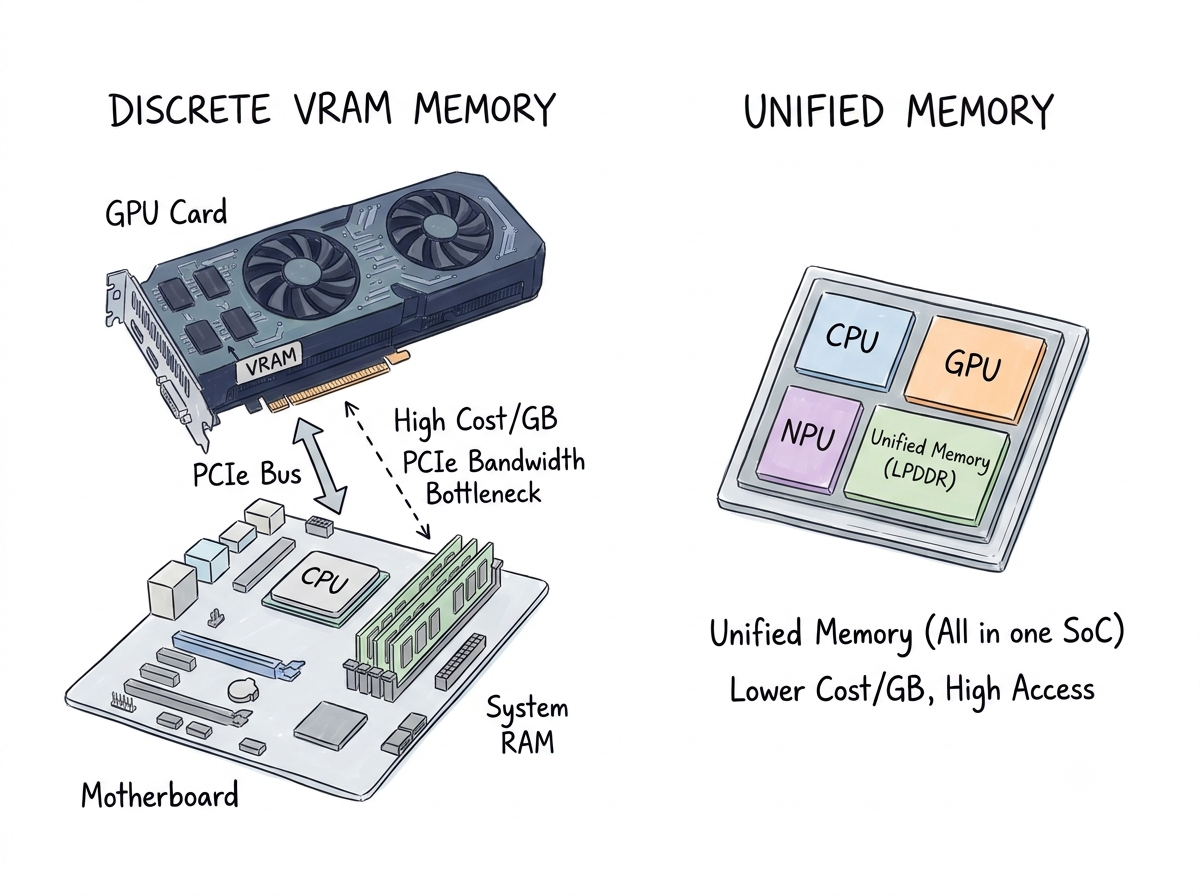 DISCRETE VRAM MEMORY
GPU Card
VRAM
PCIe Bus
High Cost/GB
PCIe Bandwidth
Bottleneck
CPU
System
RAM
Motherboard
UNIFIED MEMORY
CPU
GPU
NPU
Unified Memory
(LPDDR)
Unified Memory (All in one SoC)
Lower Cost/GB, High Access